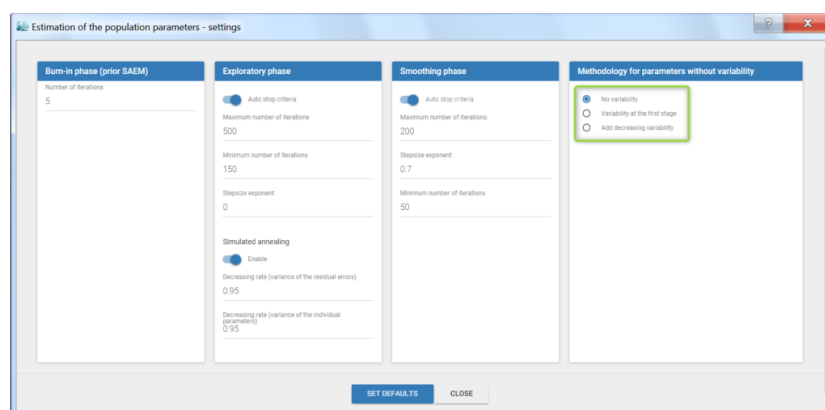 Estimation of the population parameters - settings
?
X
Burn-in phase (prior SAEM)
Number of iterations
5
Exploratory phase
Auto stop criteria
Maximum number of iterations
500
Minimum number of iterations
150
Stepsize exponent
0
Simulated annealing
Enable
Decreasing rate (variance of the residual errors)
0.95
Decreasing rate (variance of the individual
parameters)
0.95
Smoothing phase
Auto stop criteria
Maximum number of iterations
200
Stepsize exponent
0.7
Minimum number of iterations
50
Methodology for parameters without variability
No variability
Variability at the first stage
Add decreasing variability
SET DEFAULTS
CLOSE